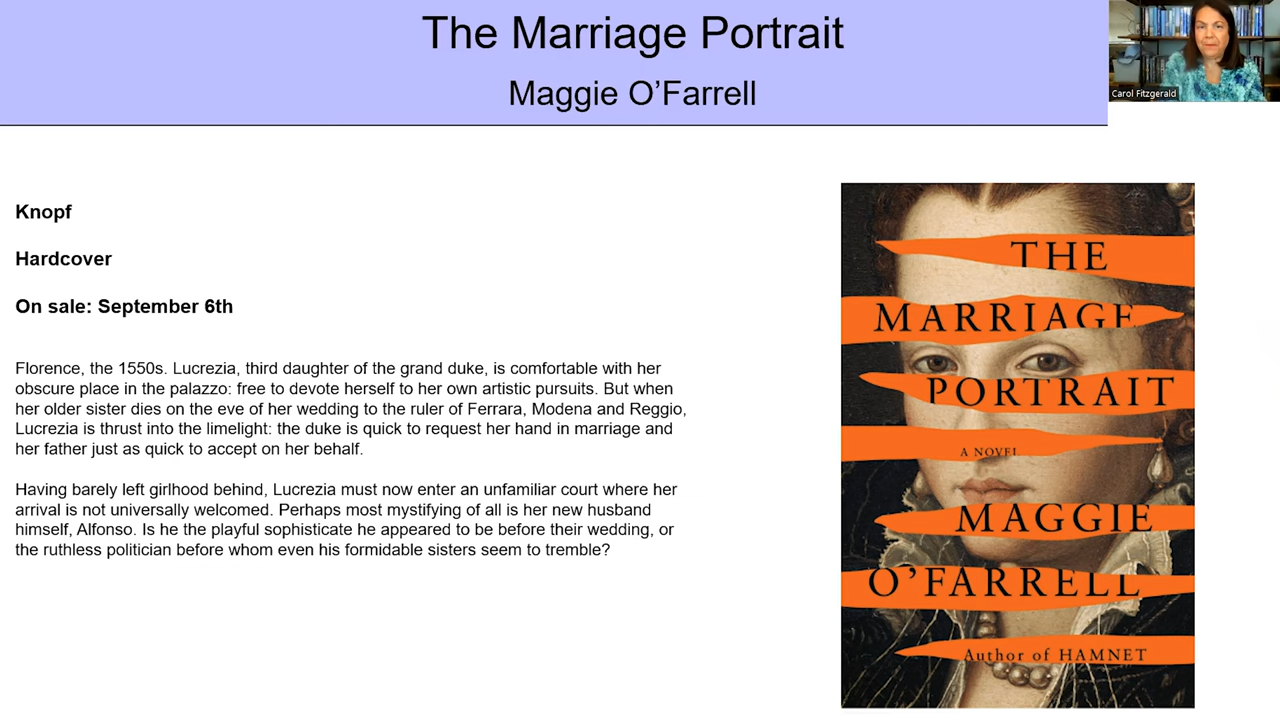 The Marriage Portrait
Maggie O’Farrell
Carol Fitzgerald
Knopf
Hardcover
On sale: September 6th
Florence, the 1550s. Lucrezia, third daughter of the grand duke, is comfortable with her
obscure place in the palazzo: free to devote herself to her own artistic pursuits. But when
her older sister dies on the eve of her wedding to the ruler of Ferrara, Modena and Reggio,
Lucrezia is thrust into the limelight: the duke is quick to request her hand in marriage and
her father just as quick to accept on her behalf.
Having barely left girlhood behind, Lucrezia must now enter an unfamiliar court where her
arrival is not universally welcomed. Perhaps most mystifying of all is her new husband
himself, Alfonso. Is he the playful sophisticate he appeared to be before their wedding, or
the ruthless politician before whom even his formidable sisters seem to tremble?
THE
MARRIAGE
PORTRAIT
A NOVEL
MAGGIE
O’FARRELL
Author of HAMNET